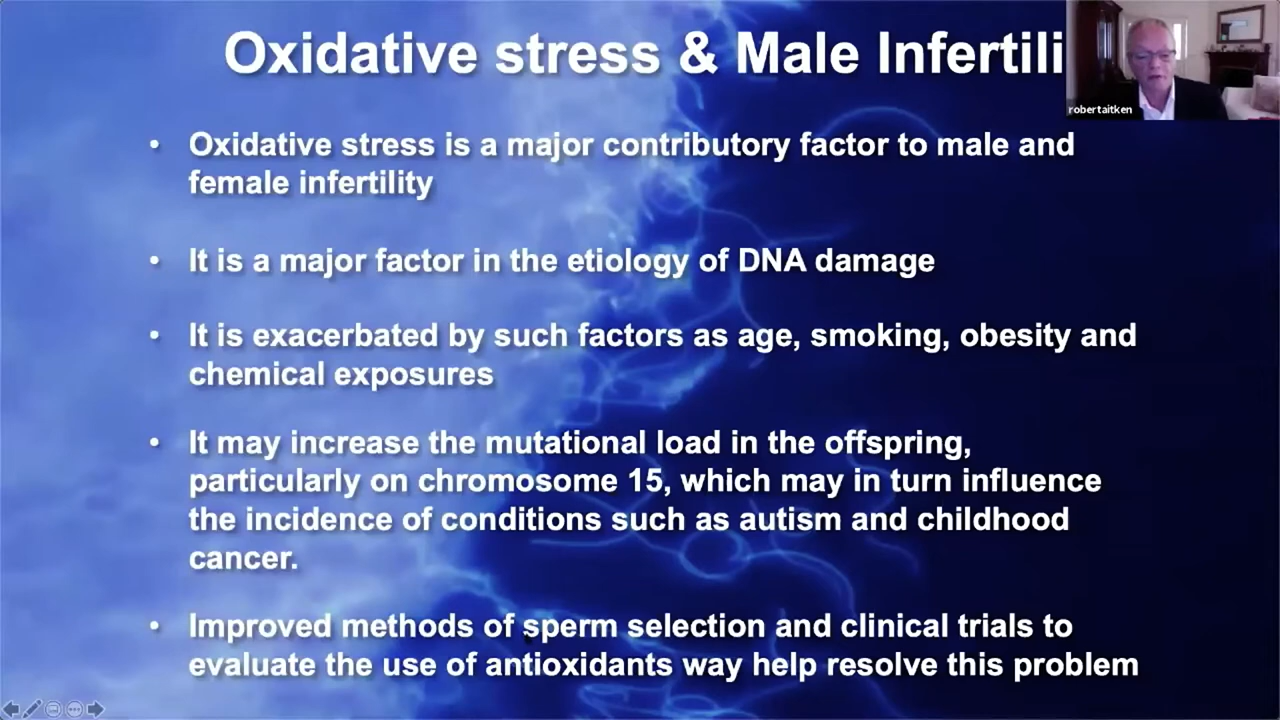 Oxidative stress & Male Infertili
robertaitken
• Oxidative stress is a major contributory factor to male and
female infertility
• It is a major factor in the etiology of DNA damage
• It is exacerbated by such factors as age, smoking, obesity and
chemical exposures
• It may increase the mutational load in the offspring,
particularly on chromosome 15, which may in turn influence
the incidence of conditions such as autism and childhood
cancer.
• Improved methods of sperm selection and clinical trials to
evaluate the use of antioxidants way help resolve this problem